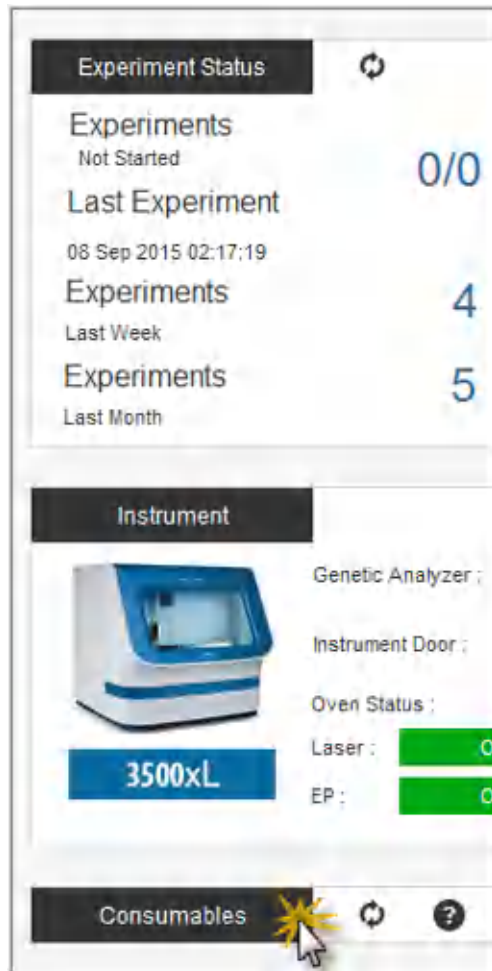 Experiment Status
Experiments
Not Started
0/0
Last Experiment
08 Sep 2015 02:17:19
Experiments
4
Last Week
Experiments
5
Last Month
Instrument
Genetic Analyzer :
Instrument Door :
Oven Status :
Laser :
3500xL
EP :
Consumables
?